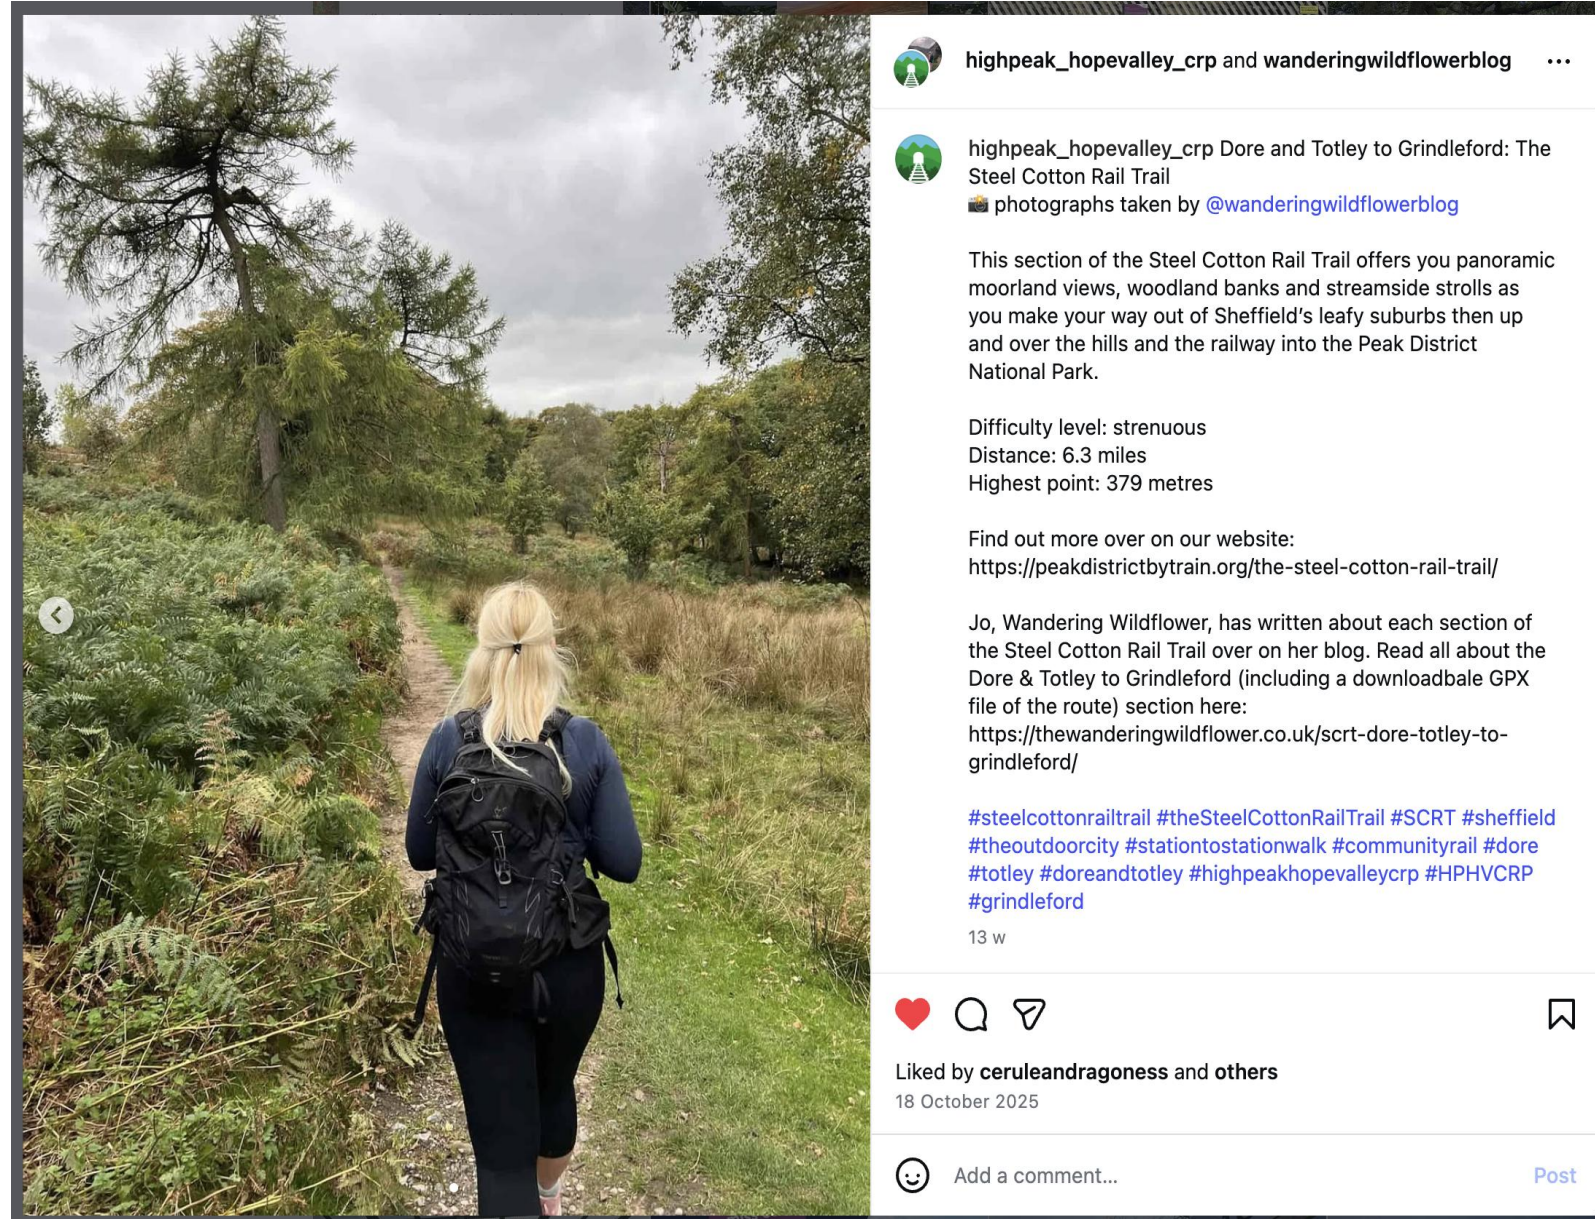 highpeak_hopevalley_crp and wanderingwildflowerblog
highpeak_hopevalley_crp Dore and Totley to Grindleford: The
Steel Cotton Rail Trail
📸 photographs taken by @wanderingwildflowerblog
This section of the Steel Cotton Rail Trail offers you panoramic
moorland views, woodland banks and streamside strolls as
you make your way out of Sheffield’s leafy suburbs then up
and over the hills and the railway into the Peak District
National Park.
Difficulty level: strenuous
Distance: 6.3 miles
Highest point: 379 metres
Find out more over on our website:
https://peakdistrictbytrain.org/the-steel-cotton-rail-trail/
Jo, Wandering Wildflower, has written about each section of
the Steel Cotton Rail Trail over on her blog. Read all about the
Dore & Totley to Grindleford (including a downloadbale GPX
file of the route) section here:
https://thewanderingwildflower.co.uk/scrt-dore-totley-to-
grindleford/
#steelcottonrailtrail #theSteelCottonRailTrail #SCRT #sheffield
#theoutdoorcity #stationtostationwalk #communityrail #dore
#totley #doreandtotley #highpeakhopevalleycrp #HPHVCRP
#grindleford
13 w
Liked by ceruleandragoness and others
18 October 2025
Add a comment...
Post